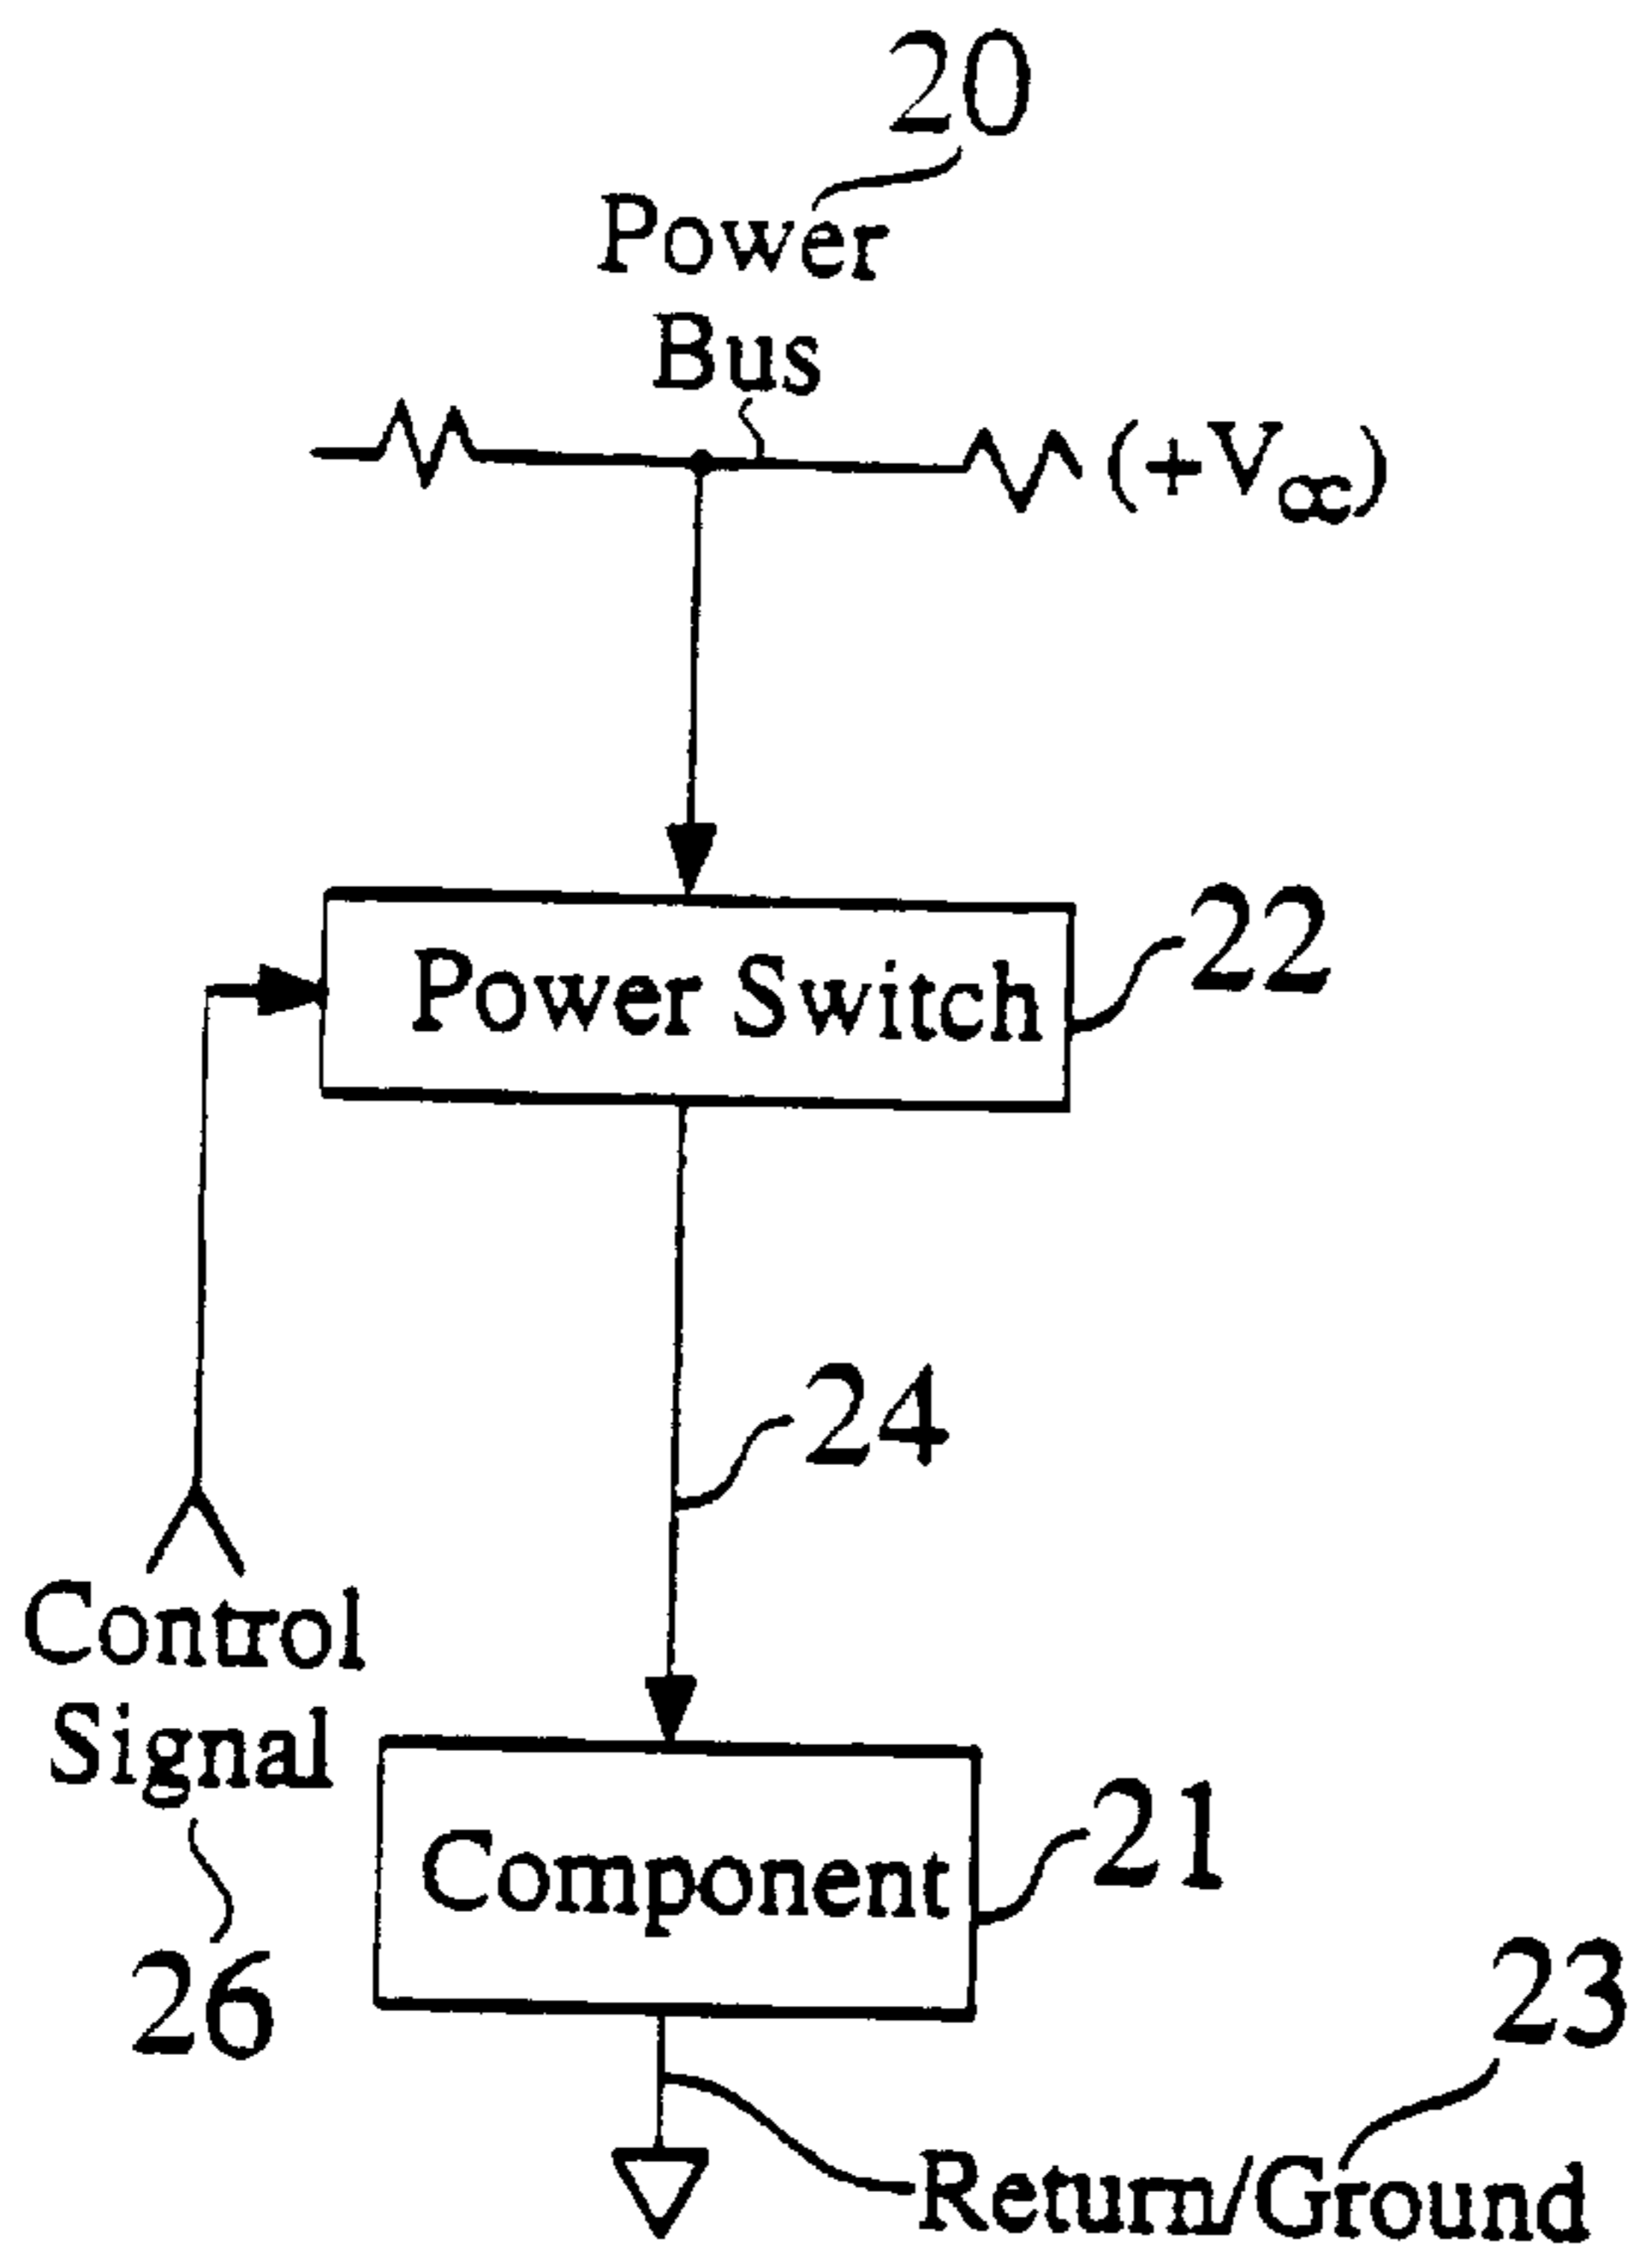 20
Power
Bus
(+Vcc)
Power Switch
22
24
Control
Signal
Component
21
26
23
Return/Ground